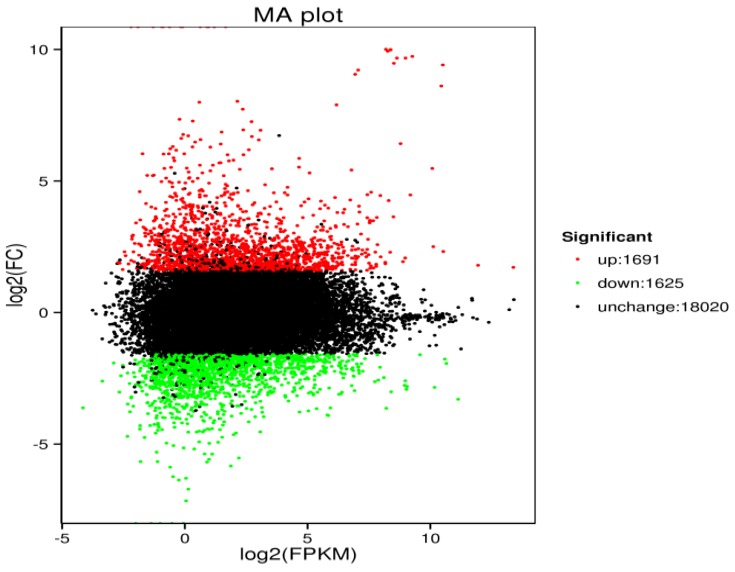 MA plot
log2(FC)
10
5
0
-5
-5 0 5 10
log2(FPKM)
Significant
up:1691
down:1625
unchange:18020